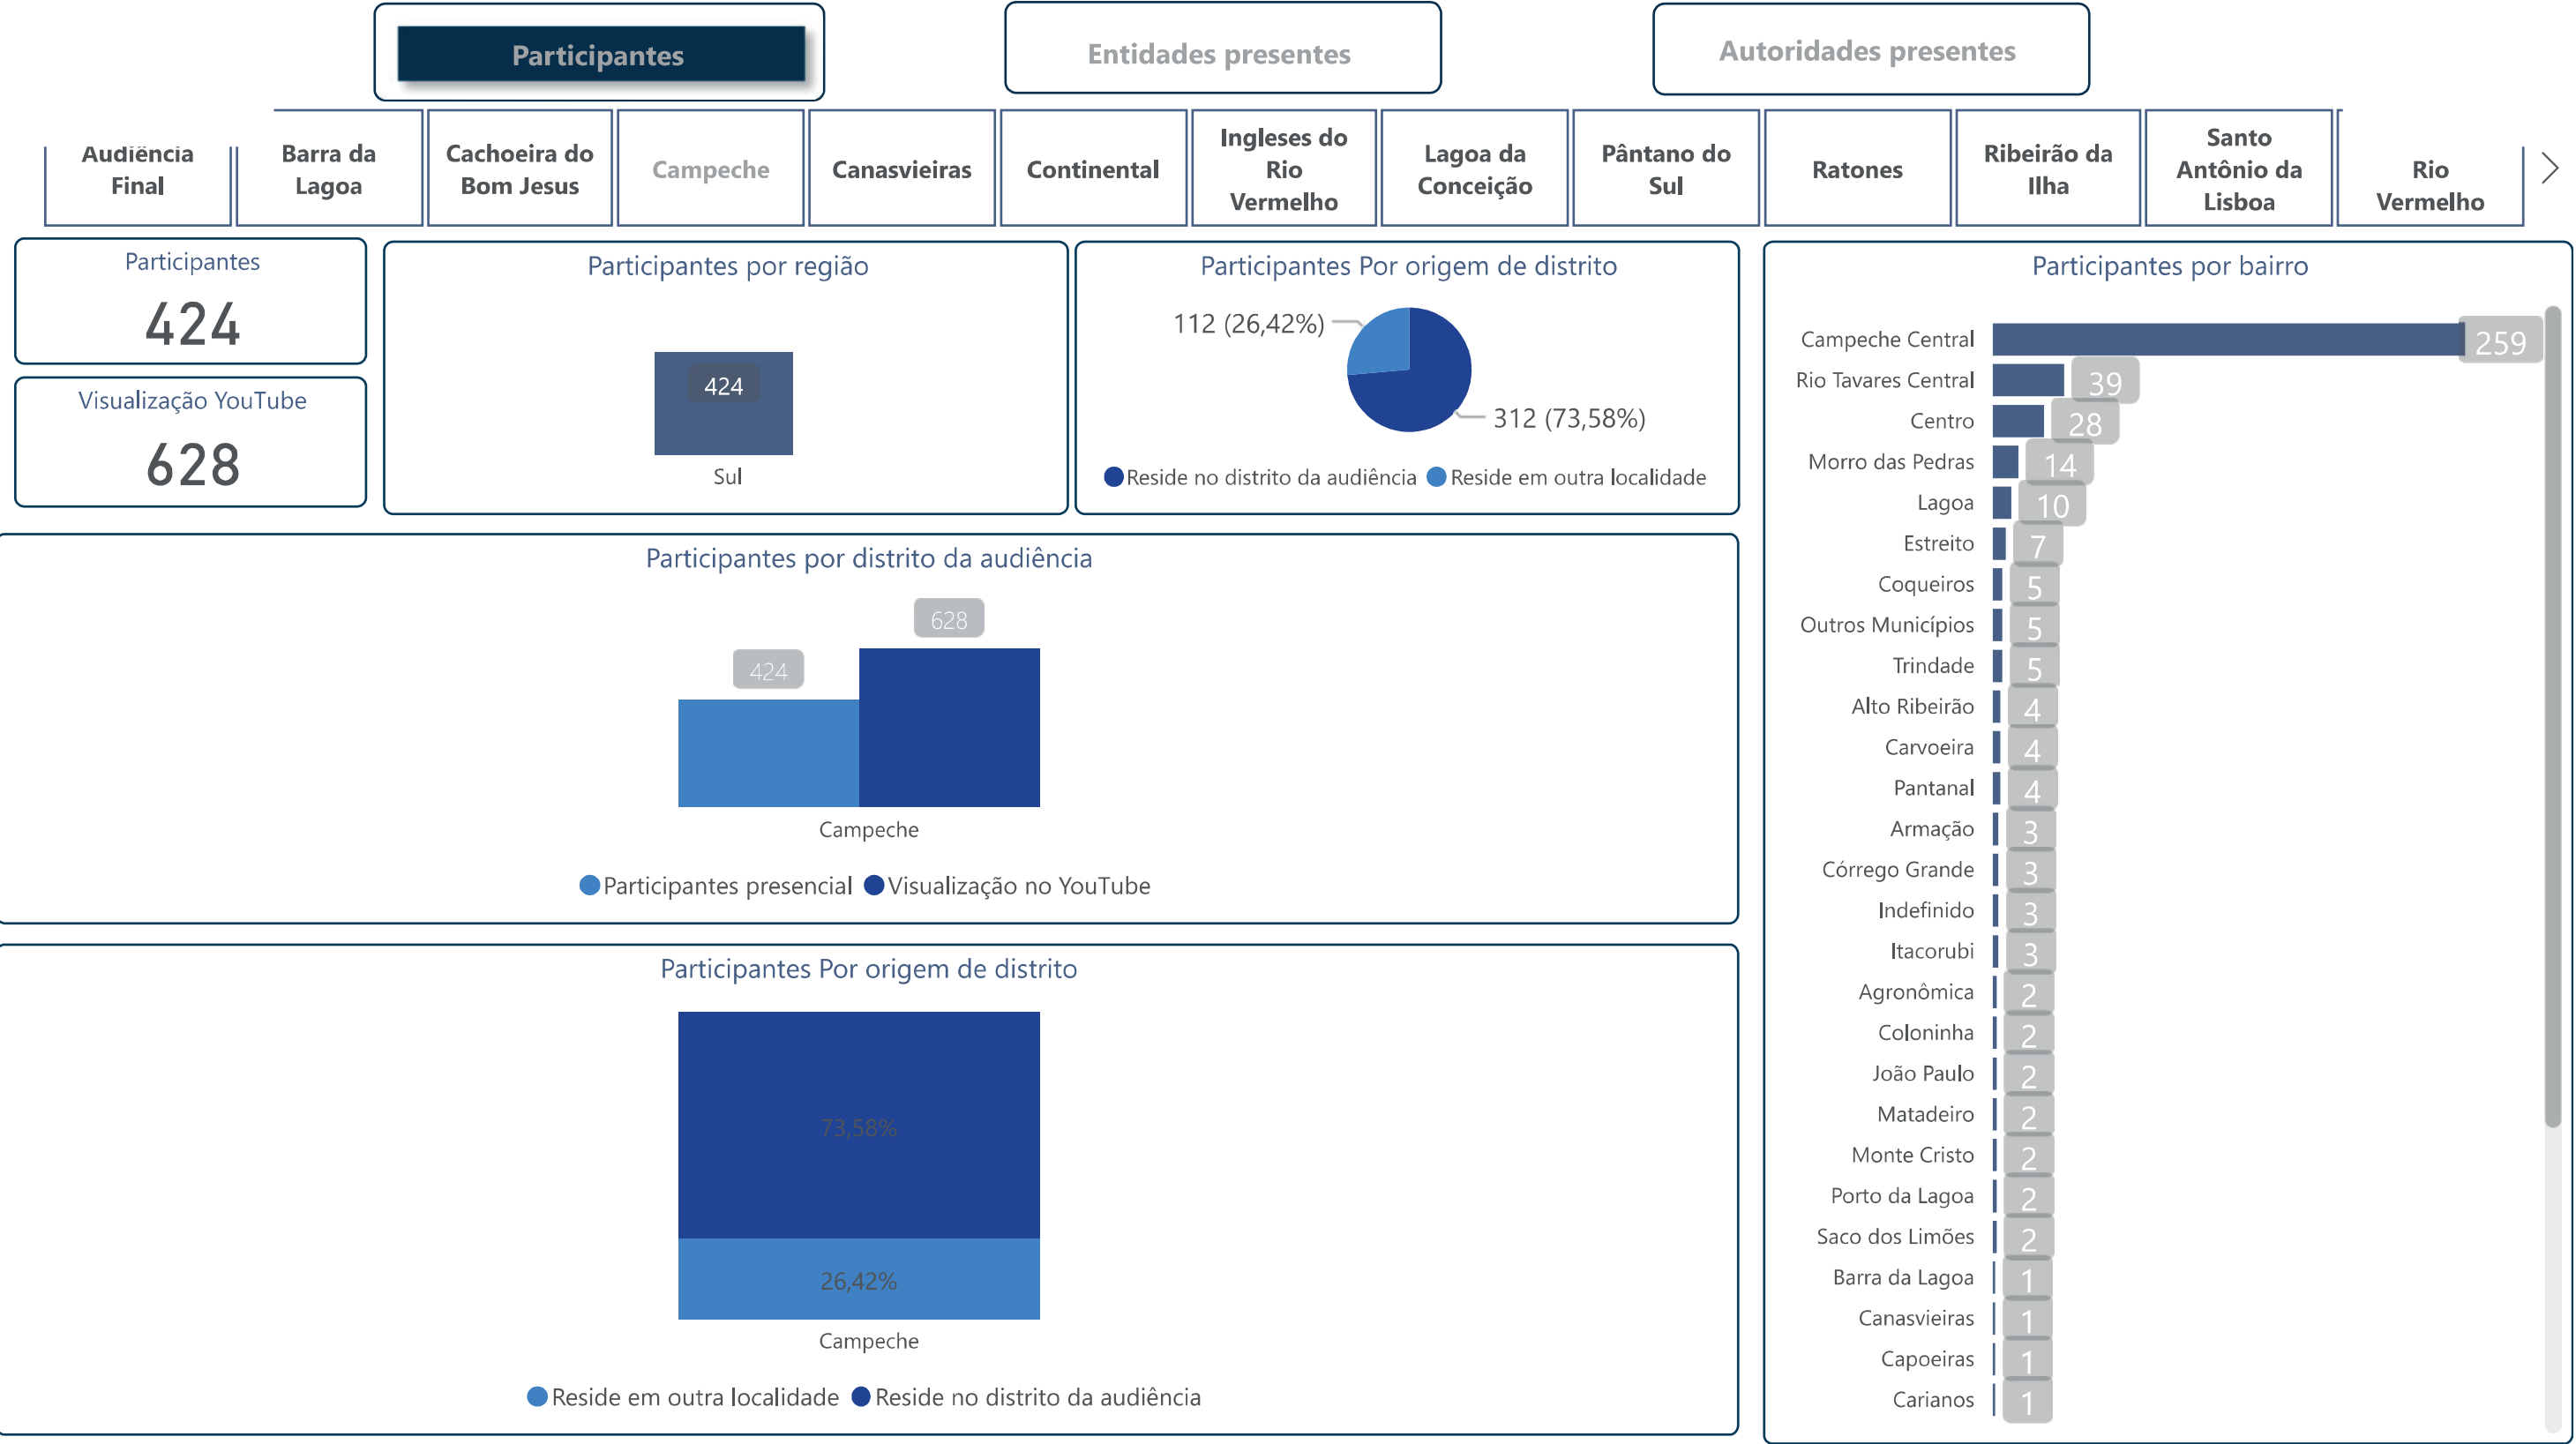 Participantes
Entidades presentes
Autoridades presentes
Audiência
Final
Barra da
Lagoa
Cachoeira do
Bom Jesus
Campeche
Canasvieiras
Continental
Ingleses do
Rio
Vermelho
Lagoa da
Conceição
Pântano do
Sul
Ratones
Ribeirão da
Ilha
Santo
Antônio da
Lisboa
Rio
Vermelho
Participantes
424
Visualização YouTube
628
Participantes por região
424
Sul
Participantes Por origem de distrito
112 (26,42%)
312 (73,58%)
Reside no distrito da audiência
Reside em outra localidade
Participantes por distrito da audiência
424
628
Campeche
Participantes presencial
Visualização no YouTube
Participantes Por origem de distrito
73,58%
26,42%
Campeche
Reside em outra localidade
Reside no distrito da audiência
Participantes por bairro
Campeche Central 259
Rio Tavares Central 39
Centro 28
Morro das Pedras 14
Lagoa 10
Estreito 7
Coqueiros 5
Outros Municípios 5
Trindade 5
Alto Ribeirão 4
Carvoeira 4
Pantanal 4
Armação 3
Córrego Grande 3
Indefinido 3
Itacorubi 3
Agronômica 2
Coloninha 2
João Paulo 2
Matadeiro 2
Monte Cristo 2
Porto da Lagoa 2
Saco dos Limões 2
Barra da Lagoa 1
Canasvieiras 1
Capoeiras 1
Carianos 1